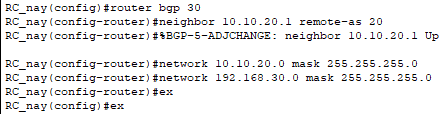 RC_nay(config)#router bgp 30
RC_nay(config-router)#neighbor 10.10.20.1 remote-as 20
RC_nay(config-router)#%BGP-5-ADJCHANGE: neighbor 10.10.20.1 Up
RC_nay(config-router)#network 10.10.20.0 mask 255.255.255.0
RC_nay(config-router)#network 192.168.30.0 mask 255.255.255.0
RC_nay(config-router)#ex
RC_nay(config)#ex